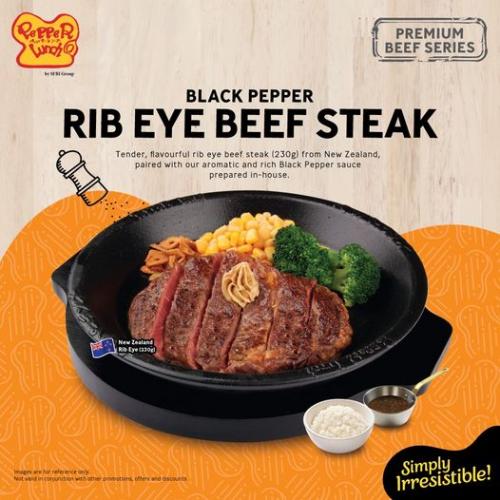 PePPeR
Lunch
by SFBI Group
PREMIUM
BEEF SERIES
BLACK PEPPER
RIB EYE BEEF STEAK
Tender, flavourful rib eye beef steak (230g) from New Zealand,
paired with our aromatic and rich Black Pepper sauce
prepared in-house.
New Zealand
Rib Eye (230g)
Images are for reference only.
Not valid in conjunction with other promotions, offers and discounts.
Simply
Irresistible!